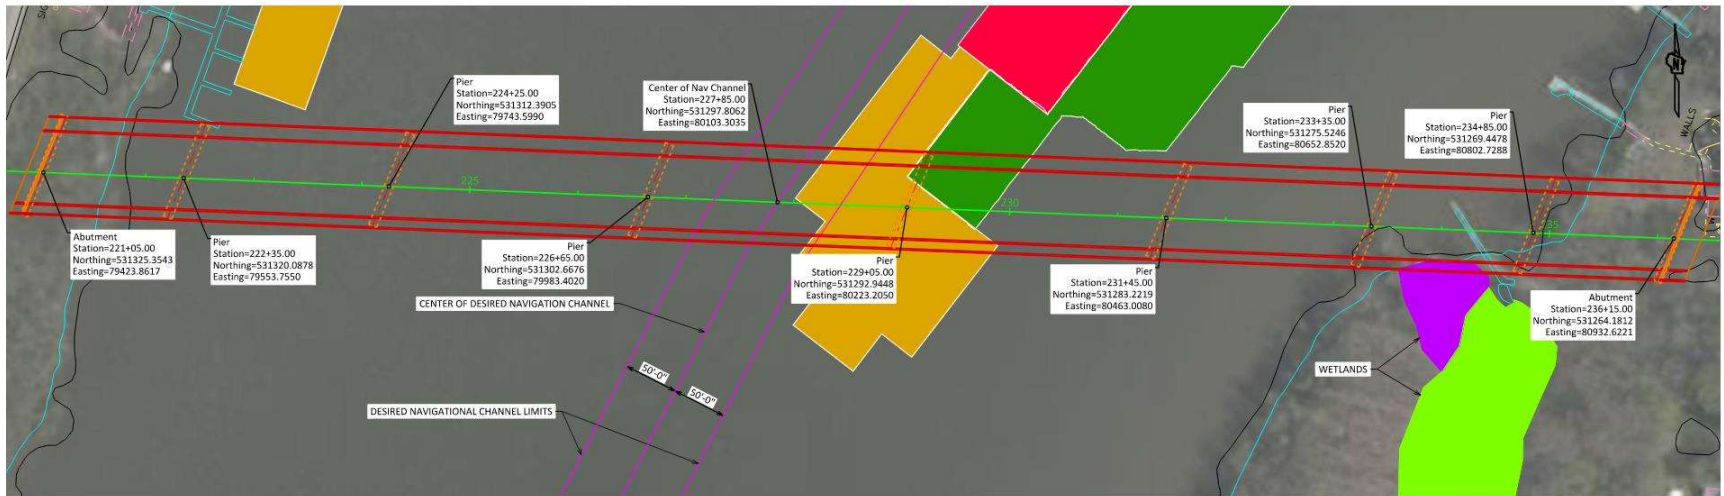 SIG
Pier
Station=224+25.00
Northing=531312.3905
Easting=79743.5990
Center of Nav Channel
Station=227+85.00
Northing=531297.8062
Easting=80103.3035
Pier
Station=233+35.00
Northing=531275.5246
Easting=80652.8520
Pier
Station=234+85.00
Northing=531269.4478
Easting=80802.7288
WALLS
N
225
230
235
Abutment
Station=221+05.00
Northing=531325.3543
Easting=79423.8617
Pier
Station=222+35.00
Northing=531320.0878
Easting=79553.7550
Pier
Station=226+65.00
Northing=531302.6676
Easting=79983.4020
Pier
Station=229+05.00
Northing=531292.9448
Easting=80223.2050
Pier
Station=231+45.00
Northing=531283.2219
Easting=80463.0080
Abutment
Station=236+15.00
Northing=531264.1812
Easting=80932.6221
CENTER OF DESIRED NAVIGATION CHANNEL
50'-0"
50'-0"
WETLANDS
DESIRED NAVIGATIONAL CHANNEL LIMITS